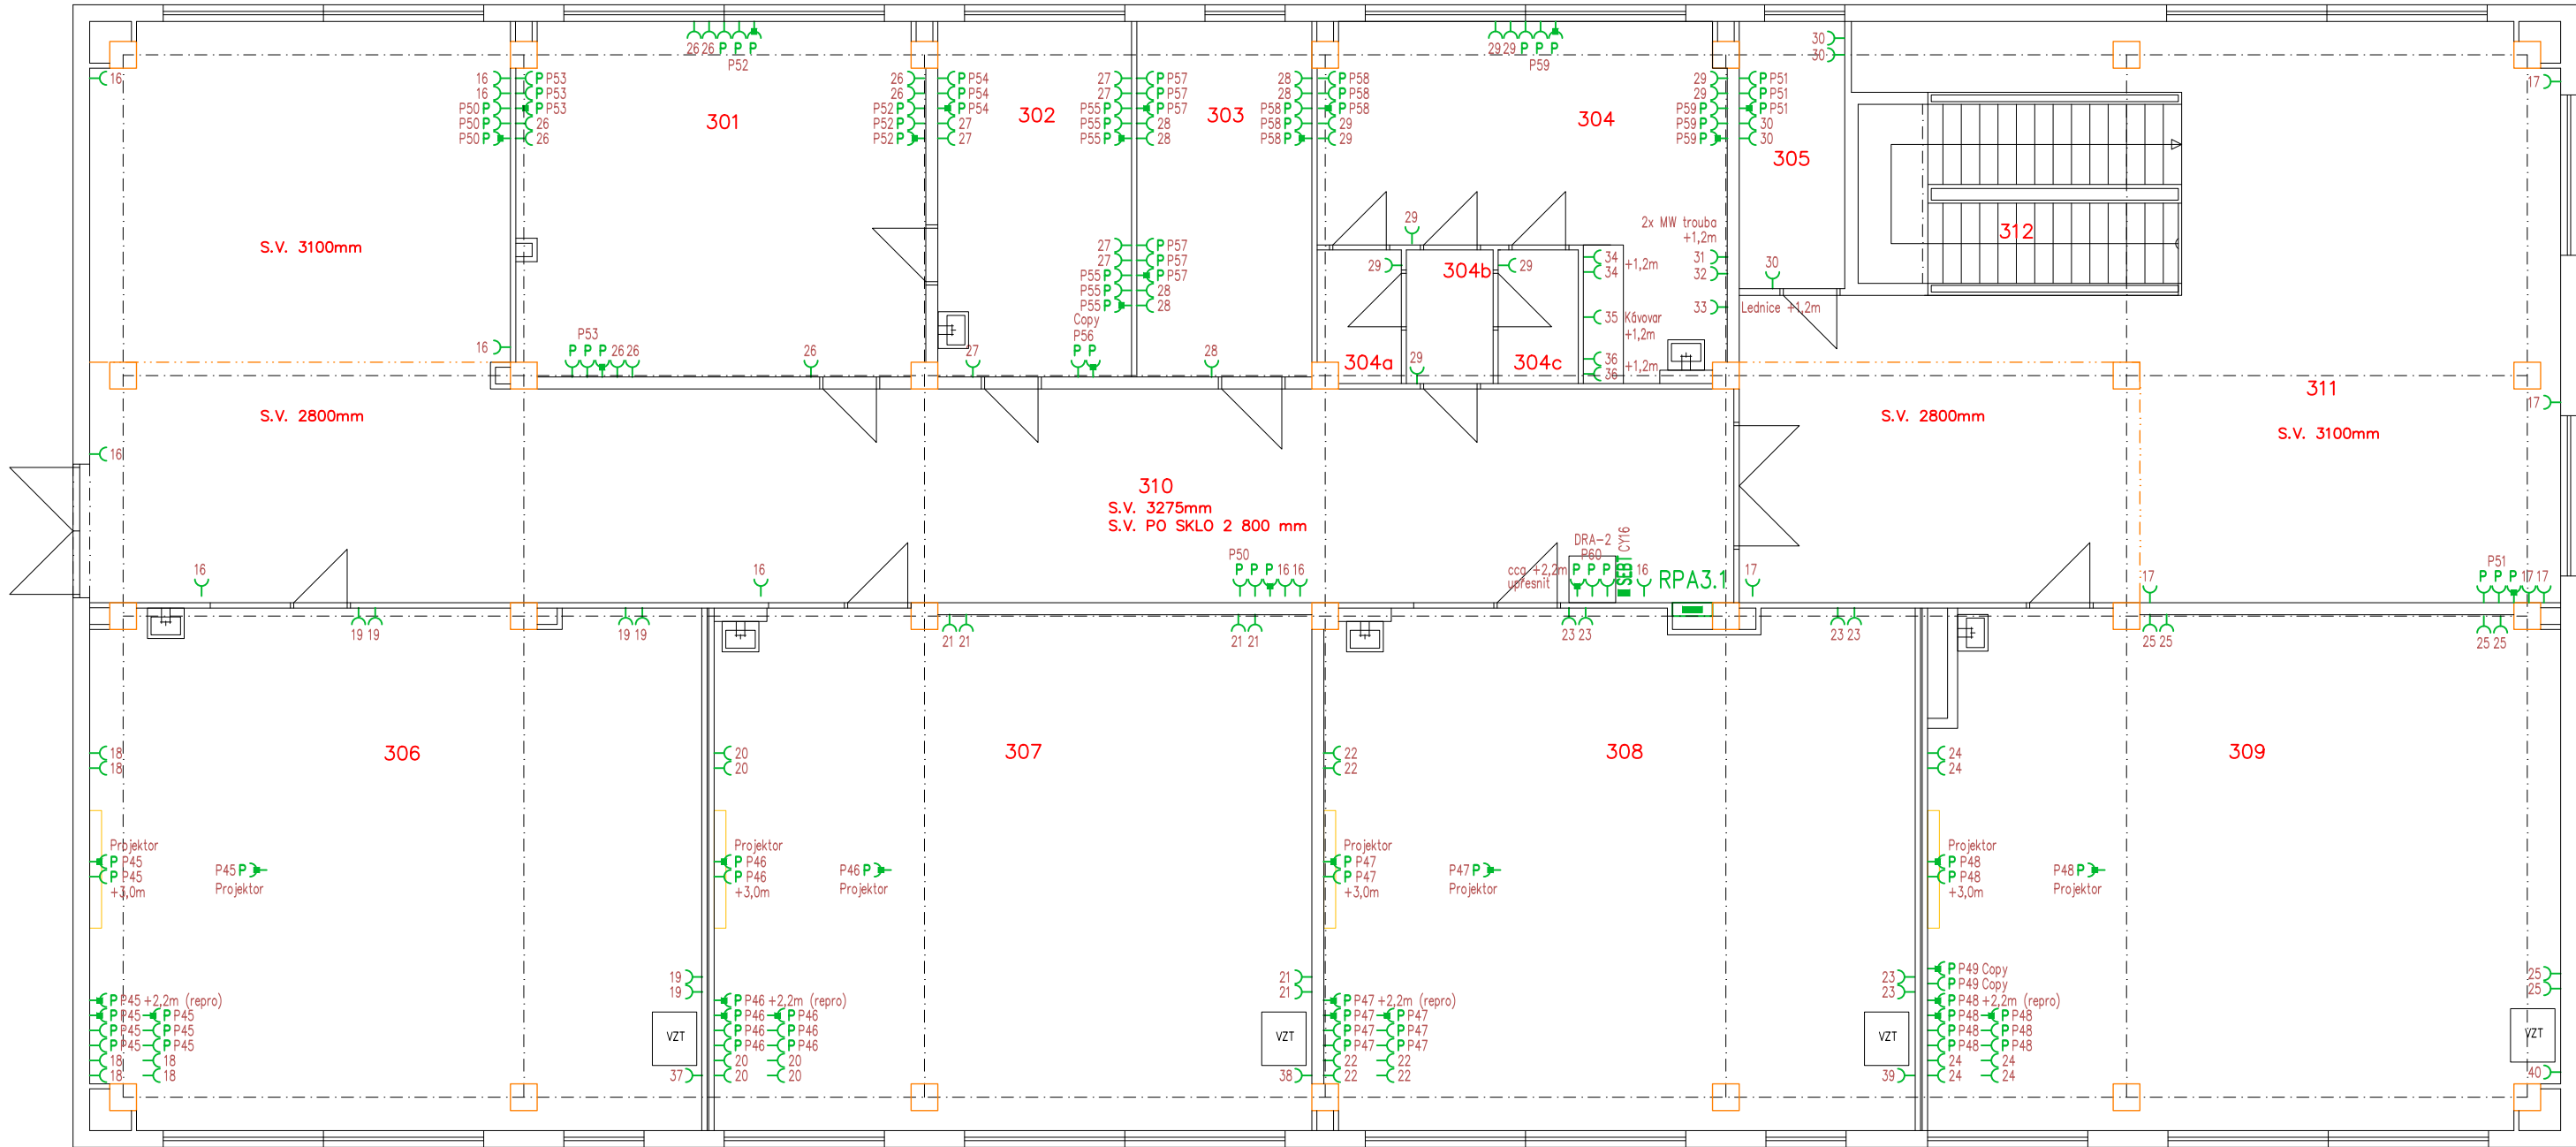 26 26 P P P
P52
29 29 P P P
P59
30
30
16
16
16
P50 P
P50 P
P50 P
P P53
P P53
P P53
26
26
301
26
26
P52 P
P52 P
P52 P
P P54
P P54
P P54
27
27
302
27
27
P55 P
P55 P
P55 P
P P57
P P57
P P57
28
28
303
28
28
P58 P
P58 P
P58 P
P P58
P P58
P P58
29
29
304
29
29
P59 P
P59 P
P59 P
P P51
P P51
P P51
30
30
305
17
S.V. 3100mm
27
27
P55 P
P55 P
P55 P
Copy
P56
P P
P P57
P P57
P P57
28
28
29
29
304b
29
34
34
+1,2m
2x MW trouba
+1,2m
31
32
33
Lednice +1,2m
30
312
35 Kávovar
+1,2m
36
36
+1,2m
16
P53
P P P 26 26
26
27
28
304a
29
304c
311
17
S.V. 2800mm
S.V. 2800mm
S.V. 3100mm
16
310
S.V. 3275mm
S.V. PO SKLO 2 800 mm
16
16
P50
P P P 16 16
DRA-2
P60
cca +2,2m
upřesnit
P P P
SEBT
CY16
16
RPA3.1
17
17
P51
P P P 17 17
19 19
19 19
21 21
21 21
23 23
23 23
25 25
25 25
306
307
308
309
18
18
20
20
22
22
24
24
Projektor
P P45
P P45
+3,0m
P45 P
Projektor
Projektor
P P46
P P46
+3,0m
P46 P
Projektor
Projektor
P P47
P P47
+3,0m
P47 P
Projektor
Projektor
P P48
P P48
+3,0m
P48 P
Projektor
19
19
21
21
23
23
P P49 Copy
P P49 Copy
25
25
P P45 +2,2m (repro)
P P45 P P45
P P45 P P45
P P45 P P45
18 18
18 18
VZT
37
P P46 +2,2m (repro)
P P46 P P46
P P46 P P46
P P46 P P46
20 20
20 20
VZT
38
P P47 +2,2m (repro)
P P47 P P47
P P47 P P47
P P47 P P47
22 22
22 22
VZT
39
P P48 +2,2m (repro)
P P48 P P48
P P48 P P48
P P48 P P48
24 24
24 24
VZT
40